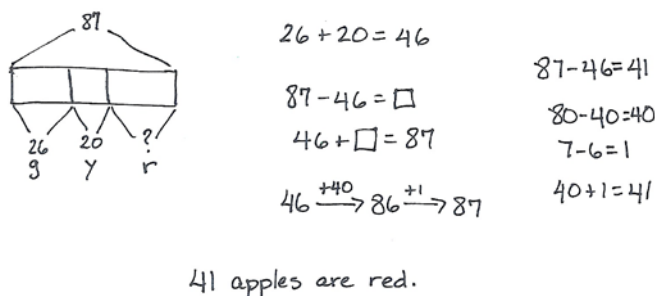 87
26 20 ?
g y r
26 + 20 = 46
87 - 46 = □
46 + □ = 87
46 +40→ 86 +1→ 87
87 - 46 = 41
80 - 40 = 40
7 - 6 = 1
40 + 1 = 41
41 apples are red.